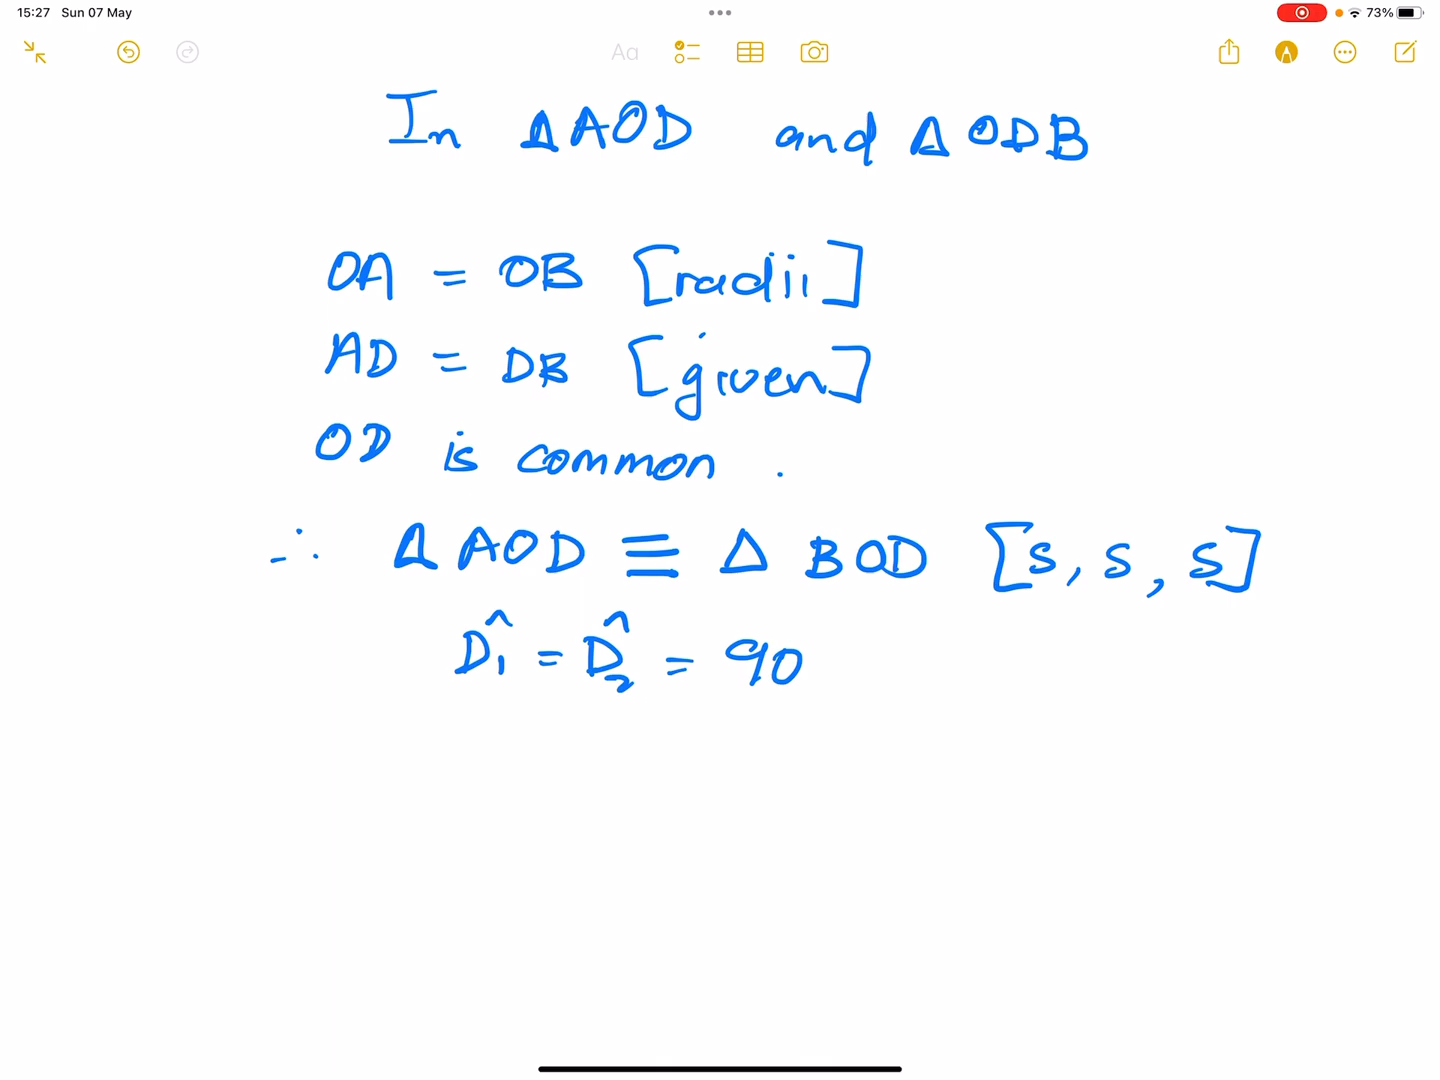 15:27 Sun 07 May
73%
Aa
In ΔAOD and ΔODB
OA = OB [radii]
AD = DB [given]
OD is common.
∴ ΔAOD ≡ Δ BOD [s, s, s]
D̂₁ = D̂₂ = 90